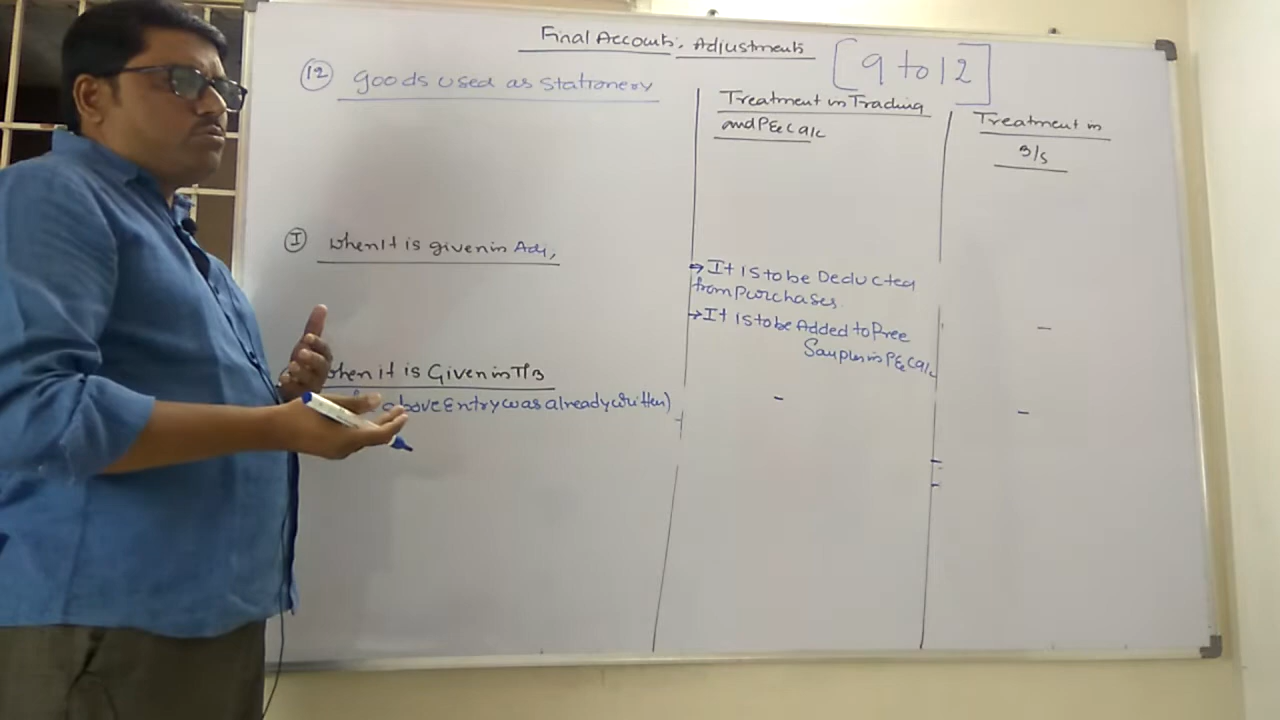 Final Accounts, Adjustments
[9 to 12]
12 Goods used as Stationery
Treatment in Trading
and P&L a/c
Treatment in
B/S
I When It is given in Adj,
→ It Is to be Deducted
from Purchases.
→ It Is to be Added to Free
Samples in P&L a/c
-
When It is Given in T/B
above Entry was already written)
-
-